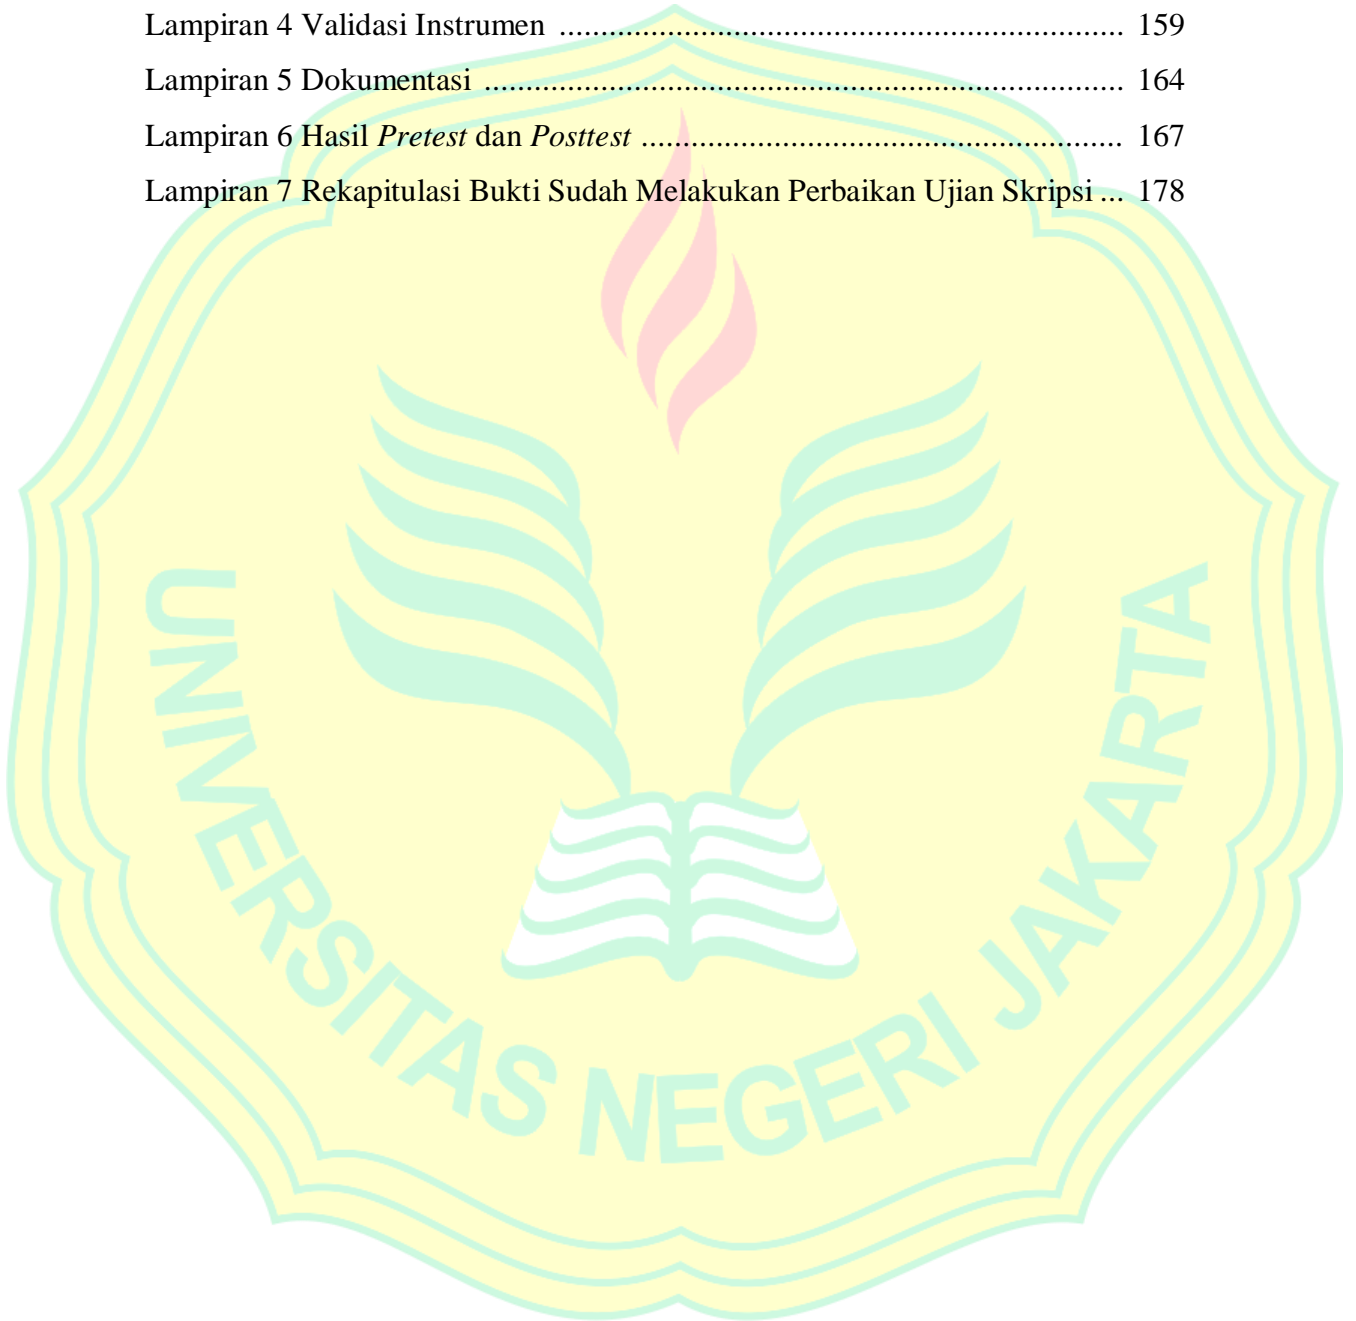 Lampiran 4 Validasi Instrumen ........................................................................ 159
Lampiran 5 Dokumentasi ................................................................................. 164
Lampiran 6 Hasil Pretest dan Posttest ............................................................. 167
Lampiran 7 Rekapitulasi Bukti Sudah Melakukan Perbaikan Ujian Skripsi ... 178
UNIVERSITAS NEGERI JAKARTA